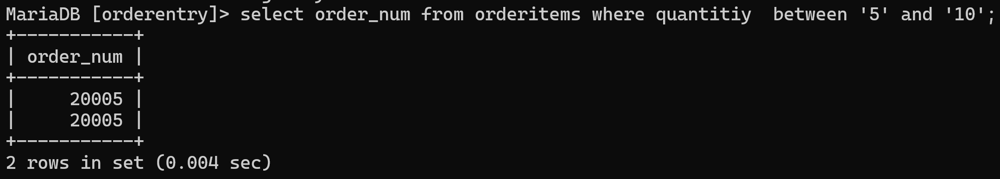 MariaDB [orderentry]> select order_num from orderitems where quantitiy  between '5' and '10';
+-----------+
| order_num |
+-----------+
|     20005 |
|     20005 |
+-----------+
2 rows in set (0.004 sec)